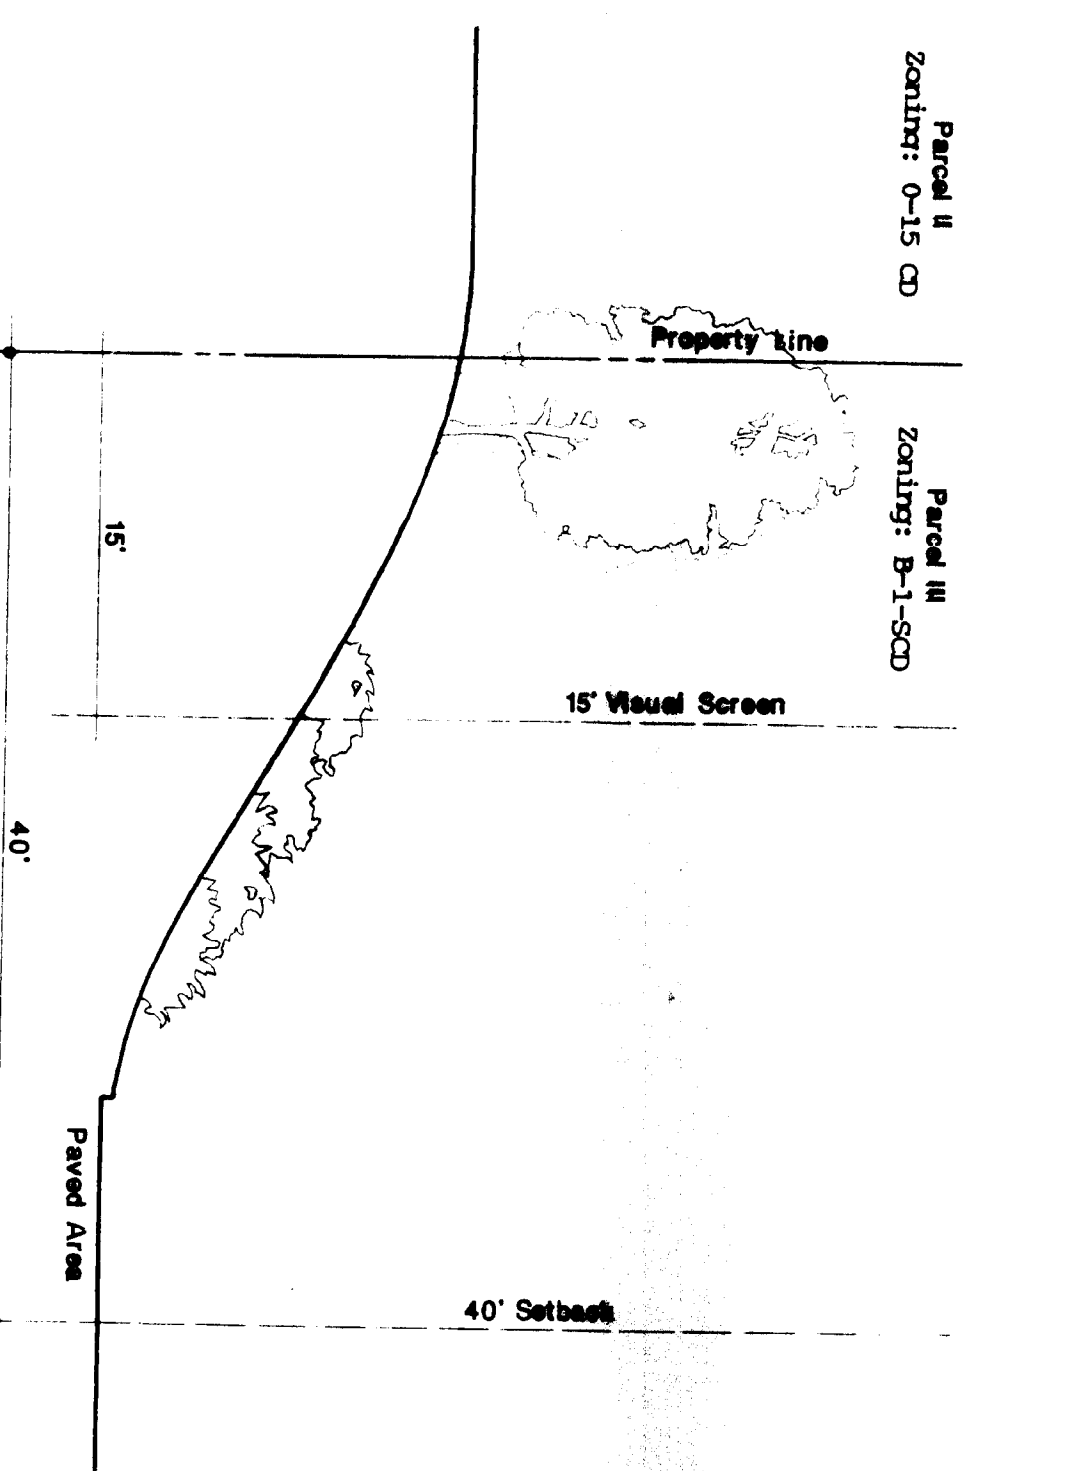 Parcel II
Zoning: O-15 CD
Property Line
Parcel III
Zoning: B-1-SCD
15' Visual Screen
15'
40'
40' Setback
Paved Area